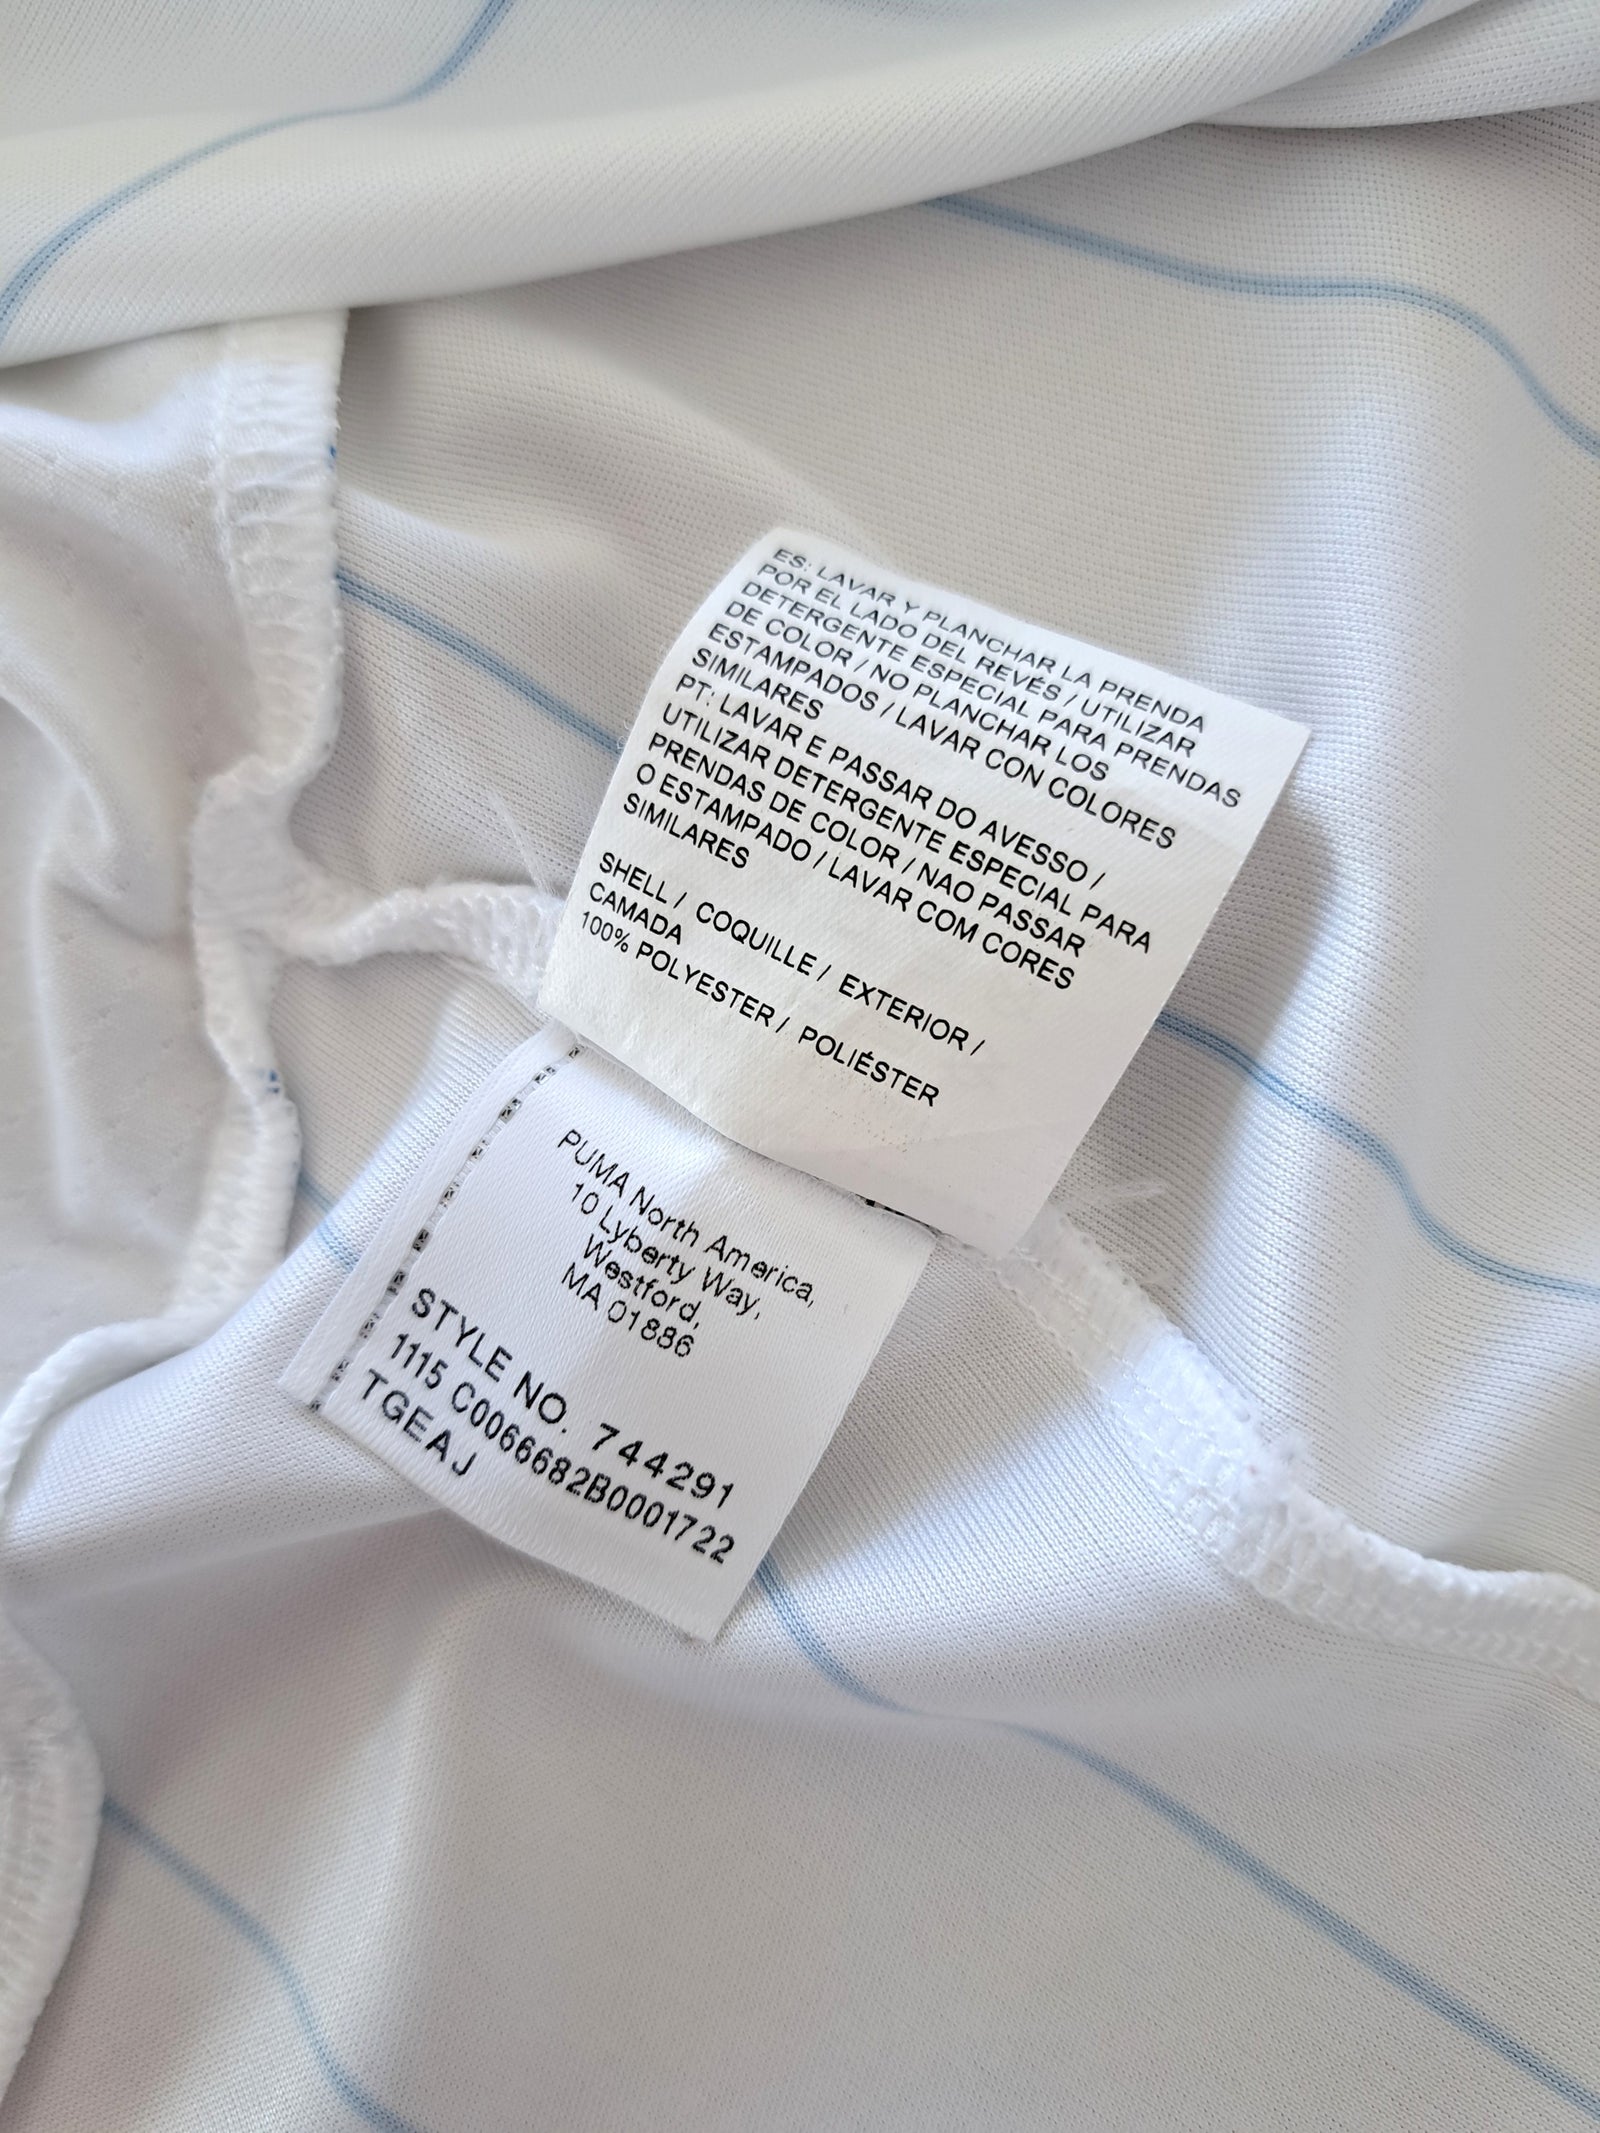 ES: LAVAR Y PLANCHAR LA PRENDA
POR EL LADO DEL REVÉS / UTILIZAR
DETERGENTE ESPECIAL PARA PRENDAS
DE COLOR / NO PLANCHAR LOS
ESTAMPADOS / LAVAR CON COLORES
SIMILARES
PT: LAVAR E PASSAR DO AVESSO /
UTILIZAR DETERGENTE ESPECIAL PARA
PRENDAS DE COLOR / NAO PASSAR
O ESTAMPADO / LAVAR COM CORES
SIMILARES
SHELL / COQUILLE / EXTERIOR /
CAMADA
100% POLYESTER / POLIÉSTER
PUMA North America,
10 Lyberty Way,
Westford,
MA 01886
STYLE NO. 744291
1115 C0066682B0001722
TGEAJ